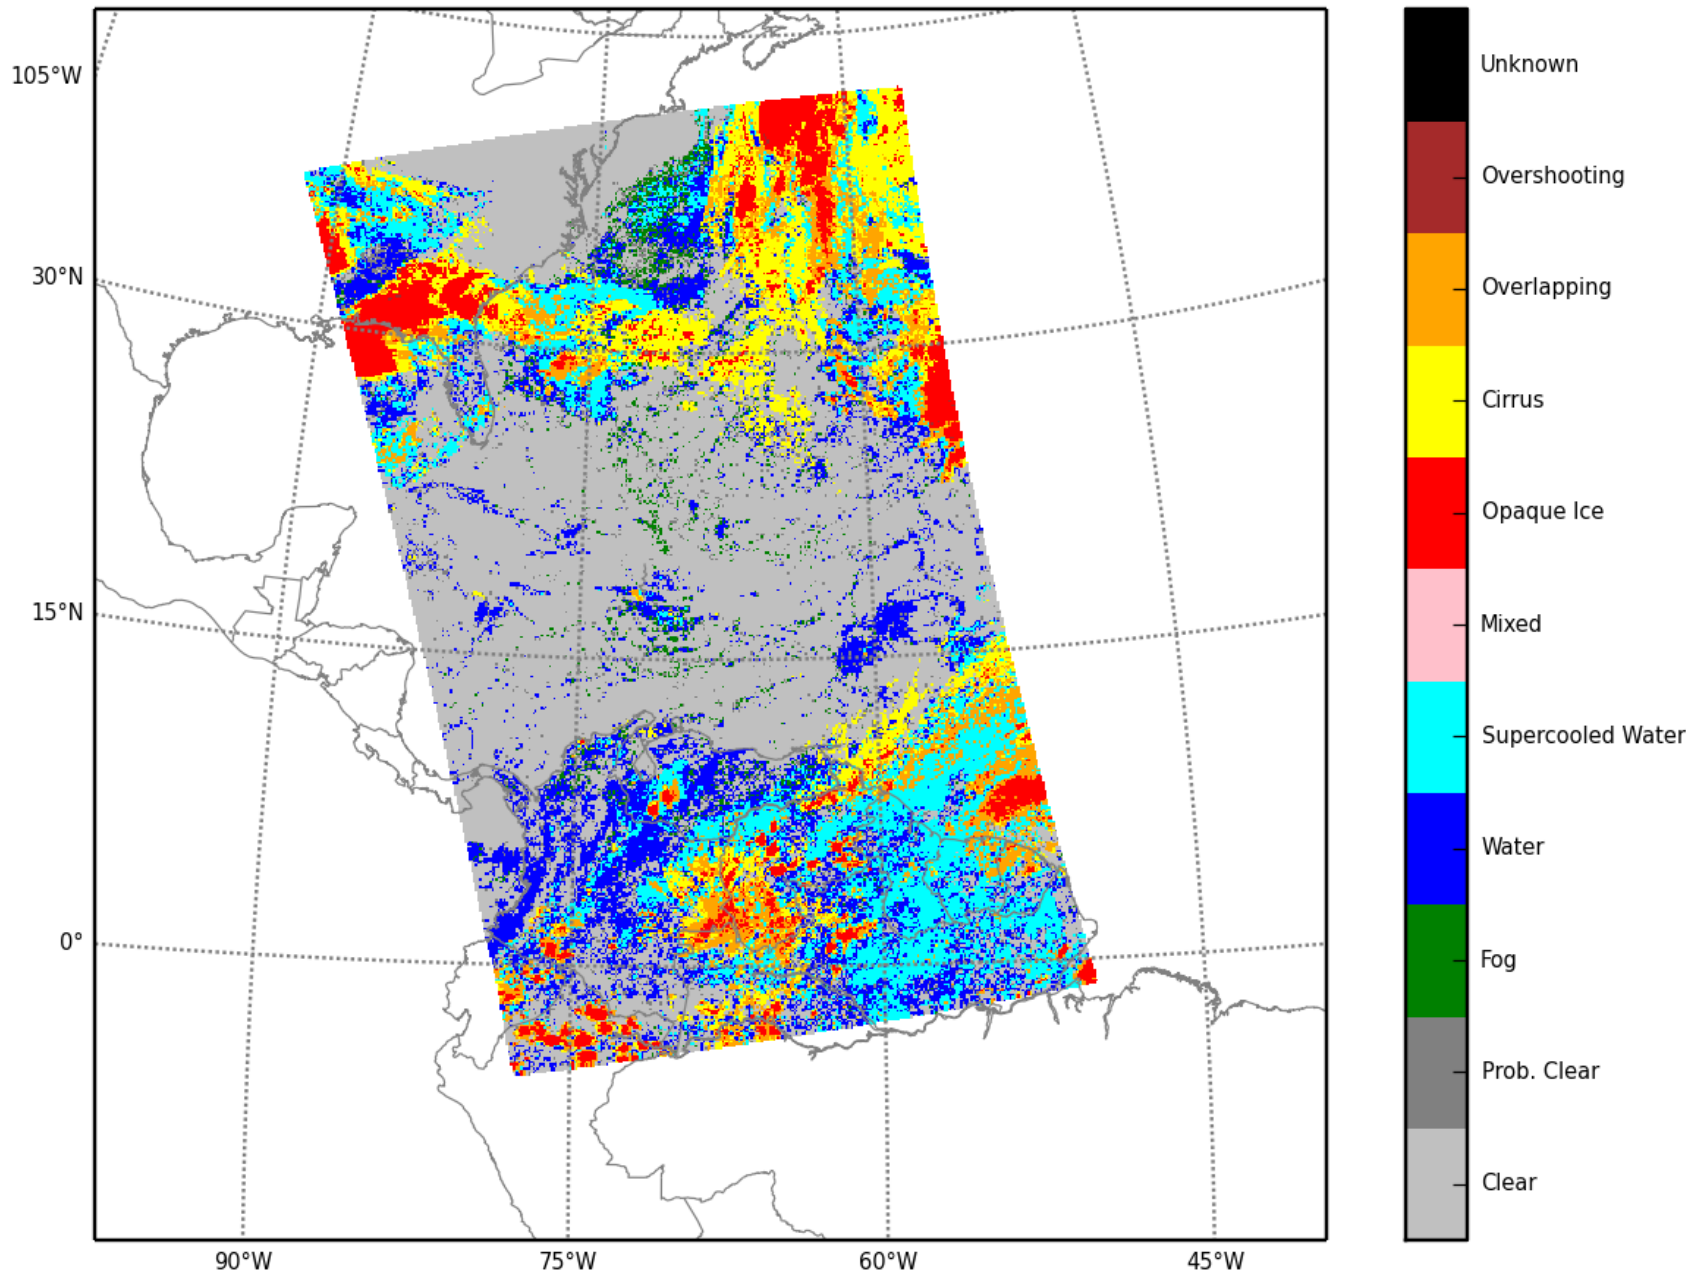 105°W
30°N
15°N
0°
90°W
75°W
60°W
45°W
Unknown
Overshooting
Overlapping
Cirrus
Opaque Ice
Mixed
Supercooled Water
Water
Fog
Prob. Clear
Clear